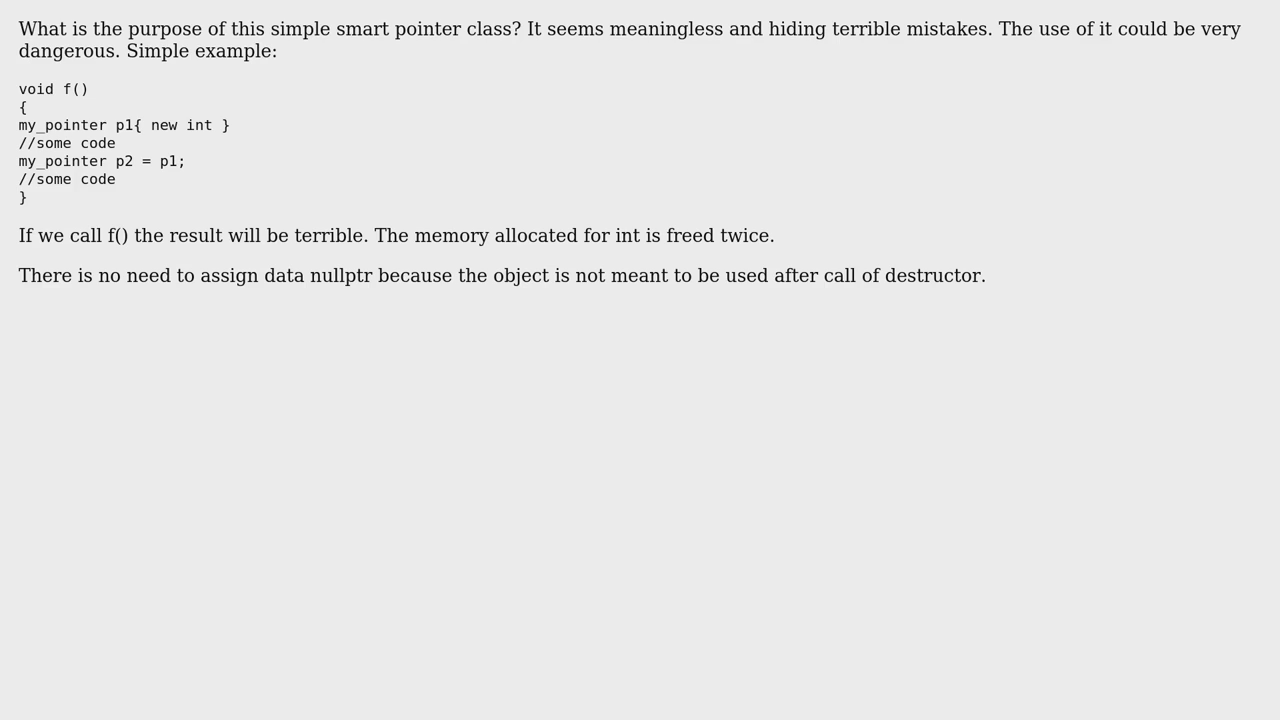 What is the purpose of this simple smart pointer class? It seems meaningless and hiding terrible mistakes. The use of it could be very
dangerous. Simple example:
void f()
{
my_pointer p1{ new int }
//some code
my_pointer p2 = p1;
//some code
}
If we call f() the result will be terrible. The memory allocated for int is freed twice.
There is no need to assign data nullptr because the object is not meant to be used after call of destructor.